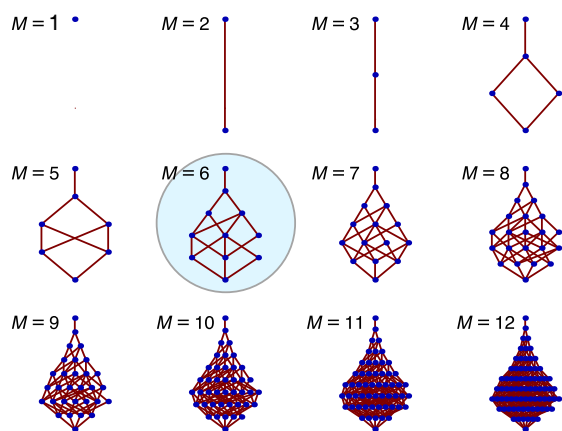 M = 1
M = 2
M = 3
M = 4
M = 5
M = 6
M = 7
M = 8
M = 9
M = 10
M = 11
M = 12